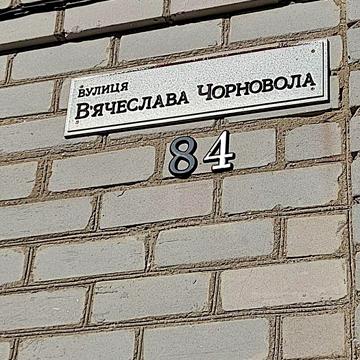 вулиця
В'ячеслава Чорновола
84